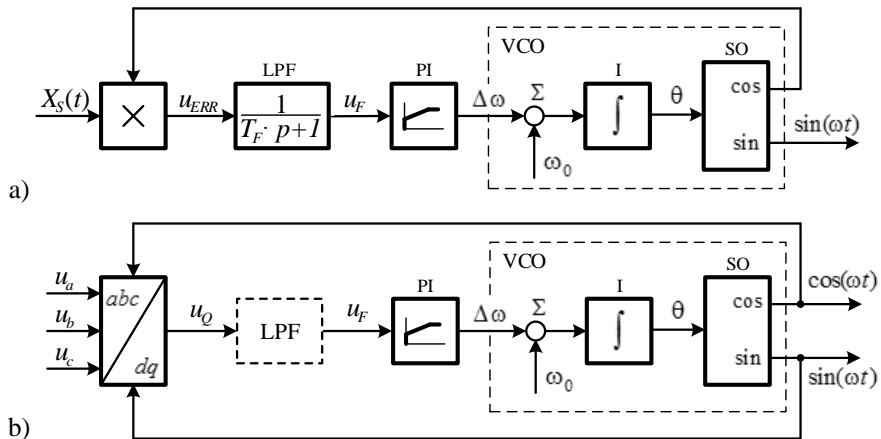 VCO
LPF
PI
I
SO
X_S(t)
×
u_ERR
1
T_F· p+1
u_F
Δω
Σ
∫
θ
cos
sin
sin(ωt)
ω_0
a)
VCO
PI
I
SO
u_a
u_b
u_c
abc
dq
u_Q
LPF
u_F
Δω
Σ
∫
θ
cos
sin
cos(ωt)
sin(ωt)
ω_0
b)